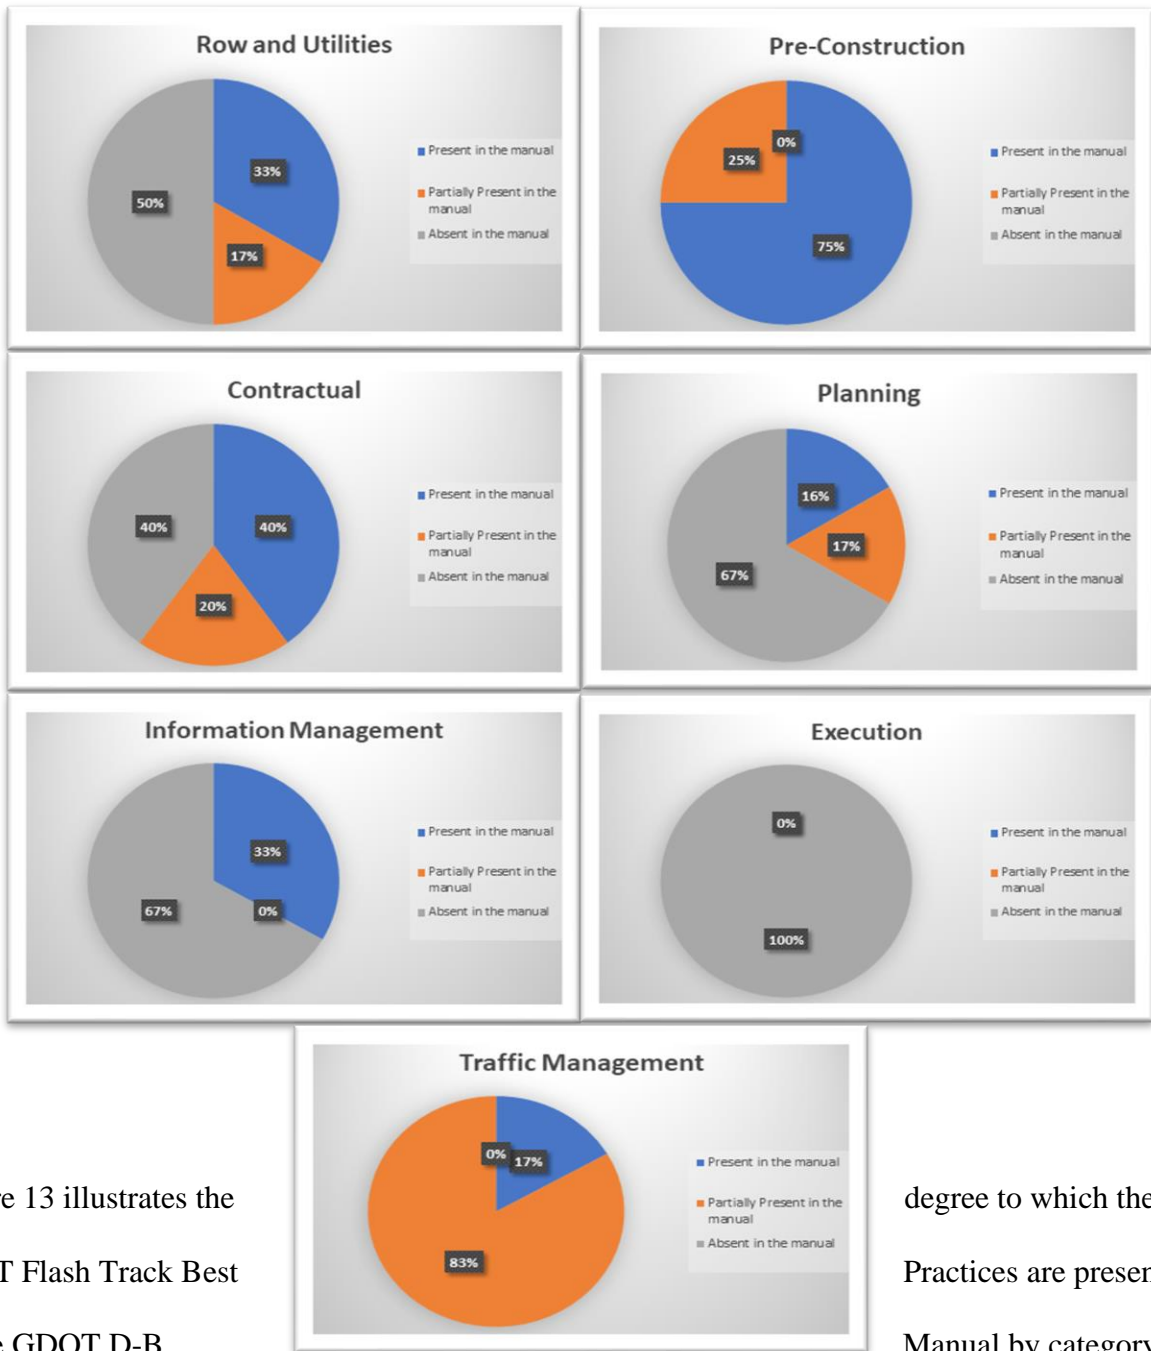 Row and Utilities
33%
50%
17%
Present in the manual
Partially Present in the
manual
Absent in the manual
Pre-Construction
0%
25%
75%
Present in the manual
Partially Present in the
manual
Absent in the manual
Contractual
40%
40%
20%
Present in the manual
Partially Present in the
manual
Absent in the manual
Planning
16%
17%
67%
Present in the manual
Partially Present in the
manual
Absent in the manual
Information Management
33%
67%
0%
Present in the manual
Partially Present in the
manual
Absent in the manual
Execution
0%
100%
Present in the manual
Partially Present in the
manual
Absent in the manual
Traffic Management
0%
17%
83%
Present in the manual
Partially Present in the
manual
Absent in the manual
re 13 illustrates the degree to which the
T Flash Track Best Practices are presen
e GDOT D-B Manual by category